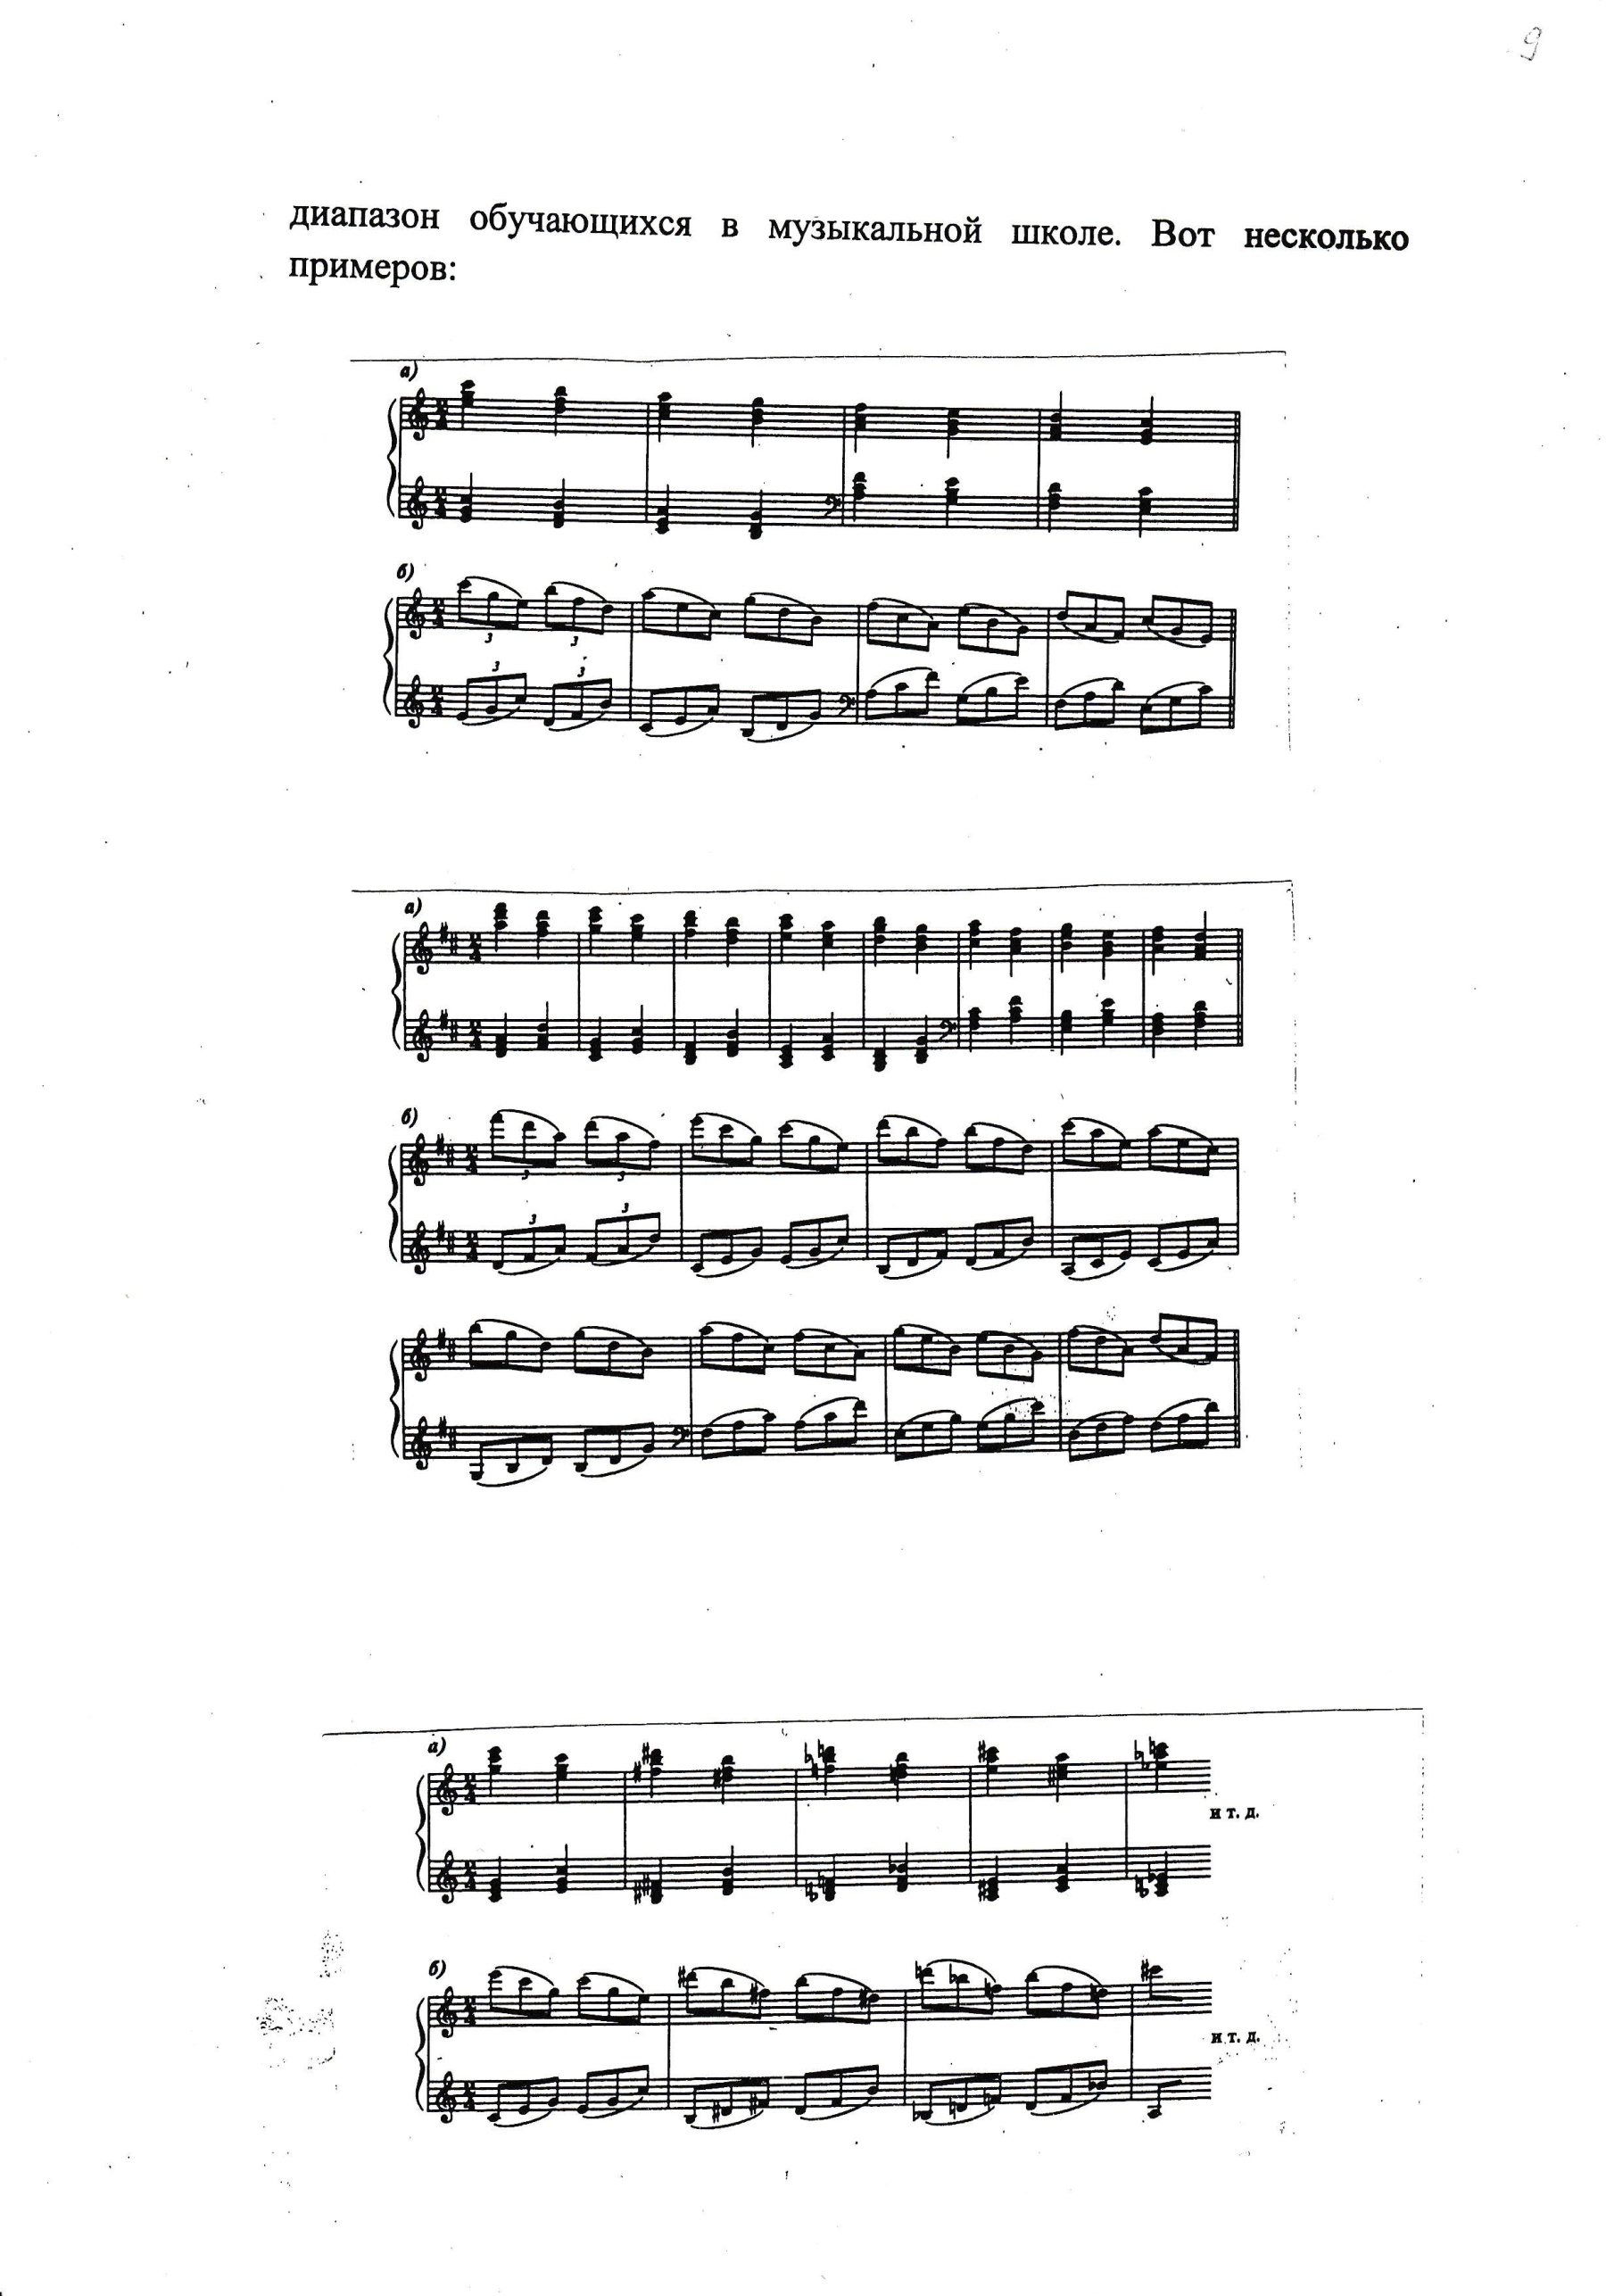 9
диапазон обучающихся в музыкальной школе. Вот несколько
примеров:
а)
б)
3 3
3 3
а)
б)
3 3
3 3
а)
и т. д.
б)
и т. д.